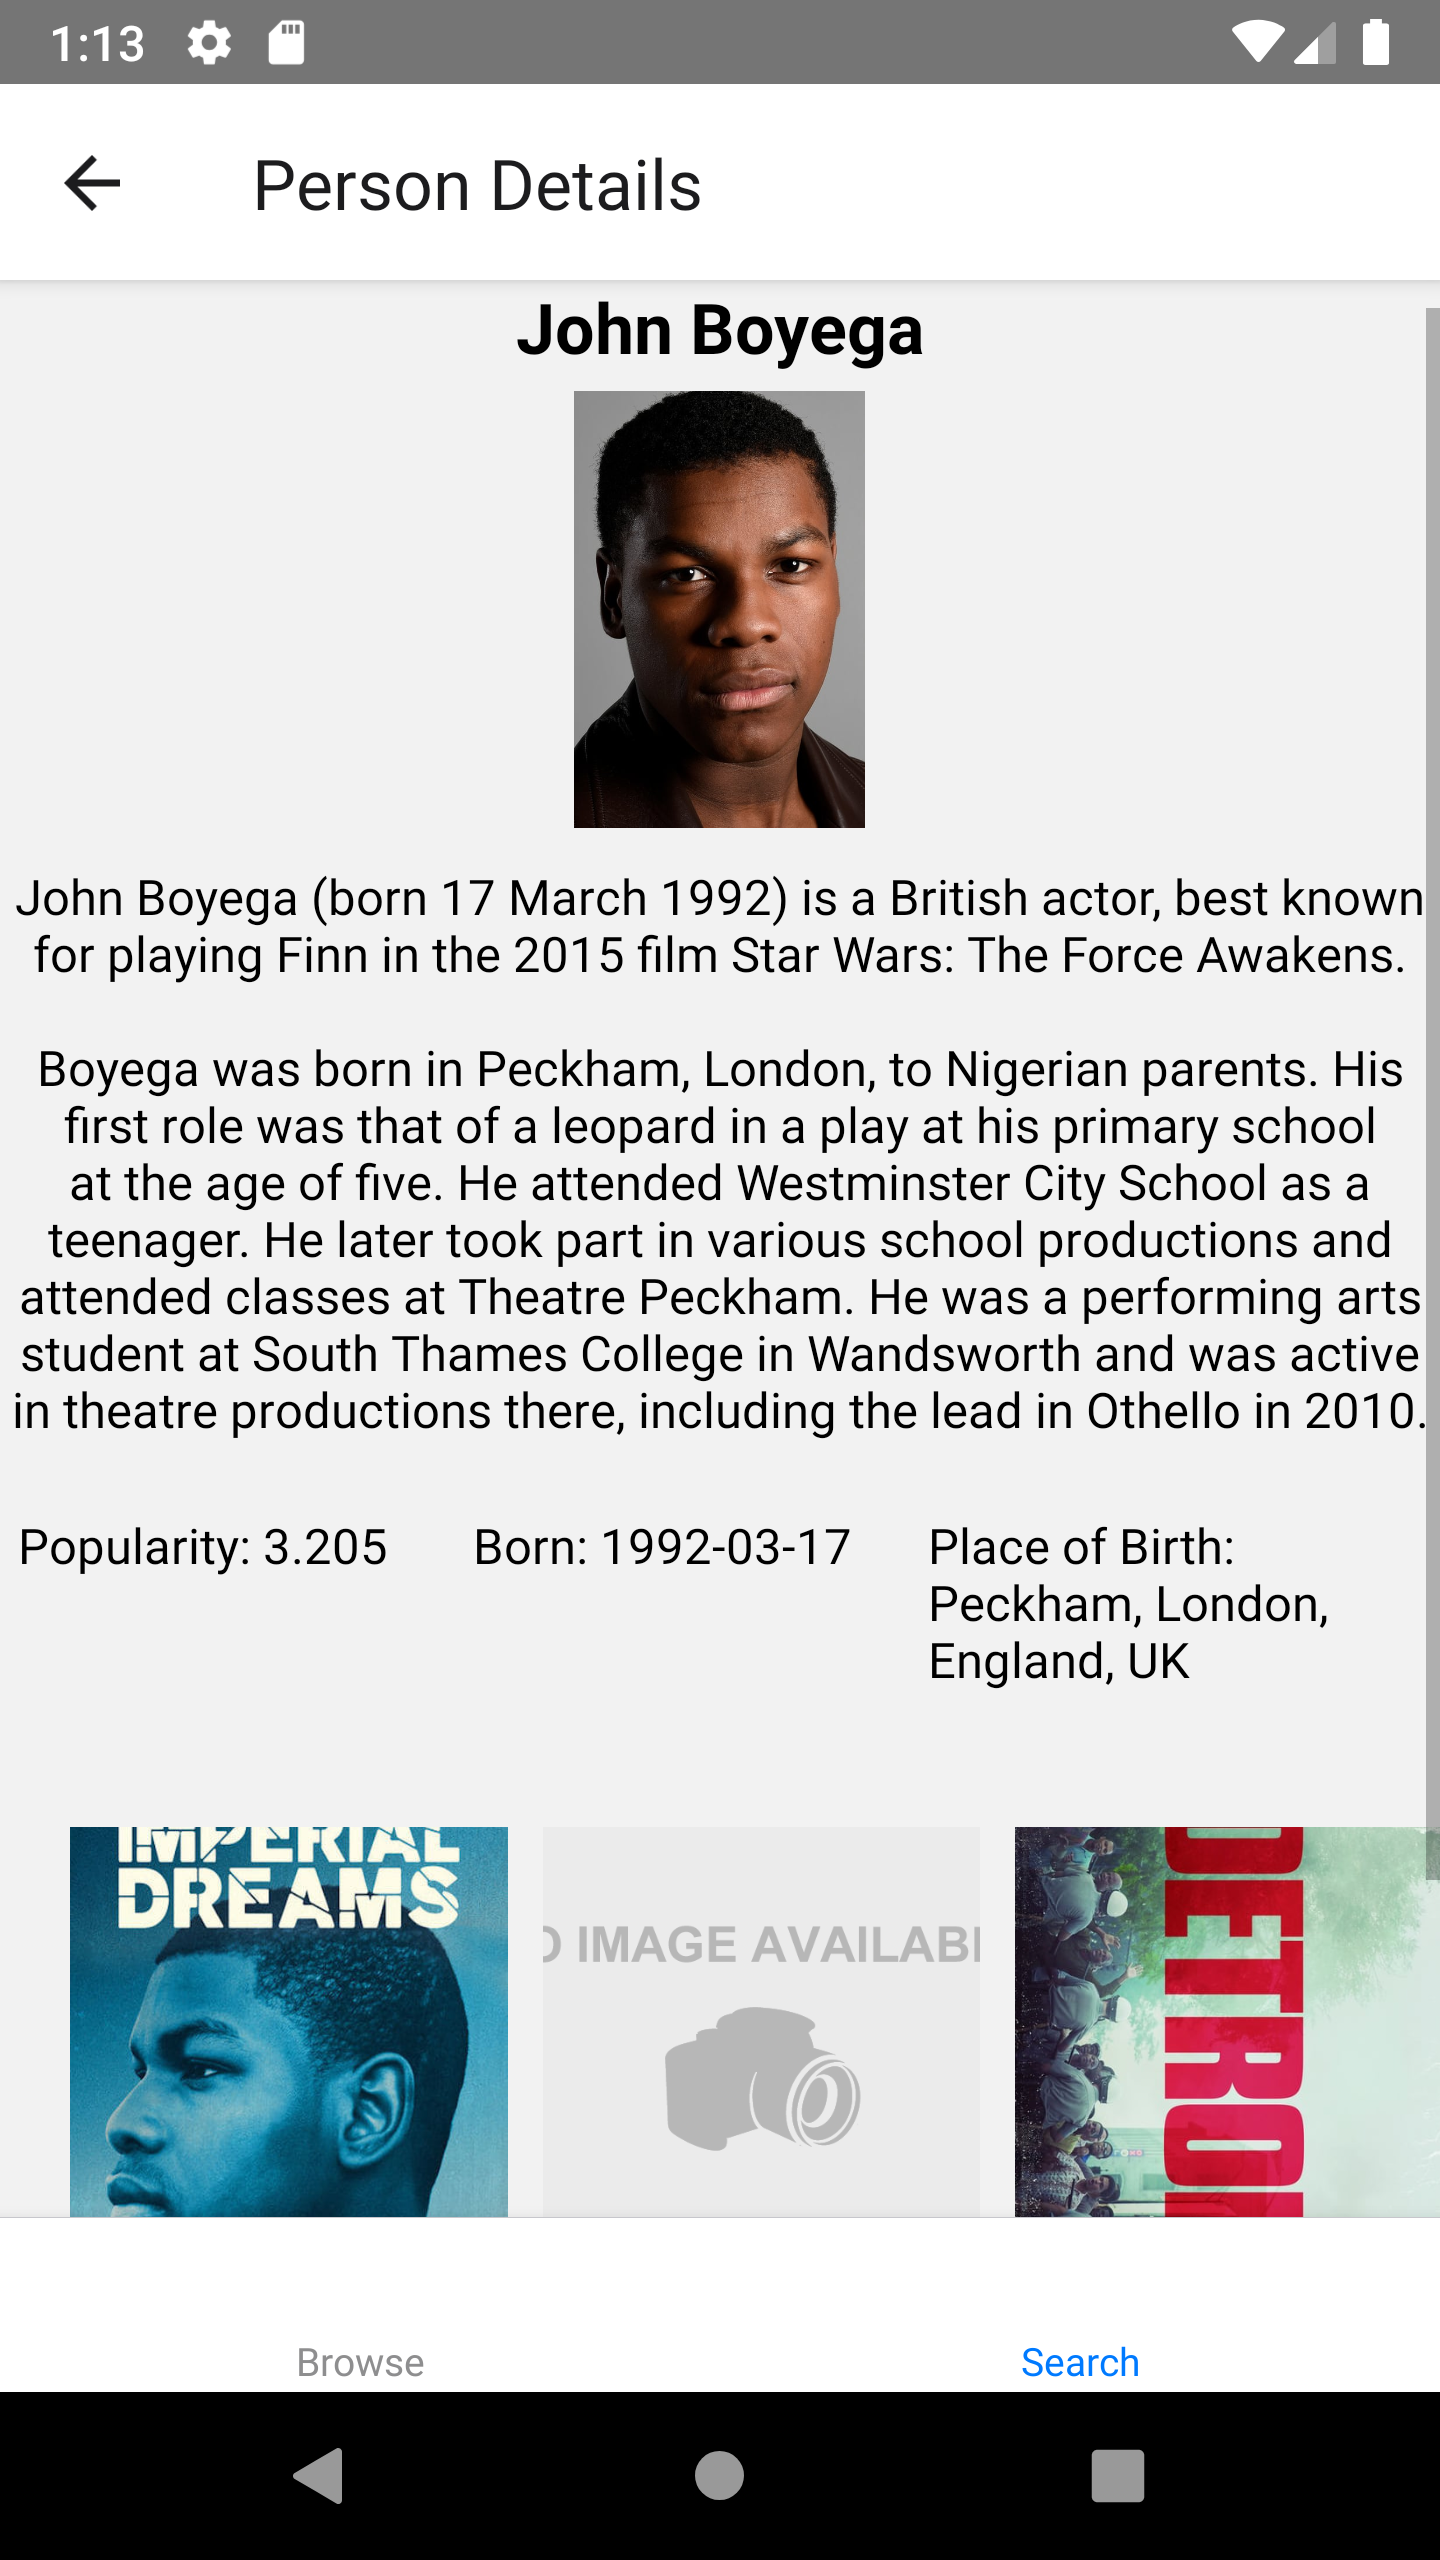 1:13
Person Details
John Boyega
John Boyega (born 17 March 1992) is a British actor, best known
for playing Finn in the 2015 film Star Wars: The Force Awakens.
Boyega was born in Peckham, London, to Nigerian parents. His
first role was that of a leopard in a play at his primary school
at the age of five. He attended Westminster City School as a
teenager. He later took part in various school productions and
attended classes at Theatre Peckham. He was a performing arts
student at South Thames College in Wandsworth and was active
in theatre productions there, including the lead in Othello in 2010.
Popularity: 3.205
Born: 1992-03-17
Place of Birth:
Peckham, London,
England, UK
IMPERIAL
DREAMS
O IMAGE AVAILAB
DETRO
Browse
Search